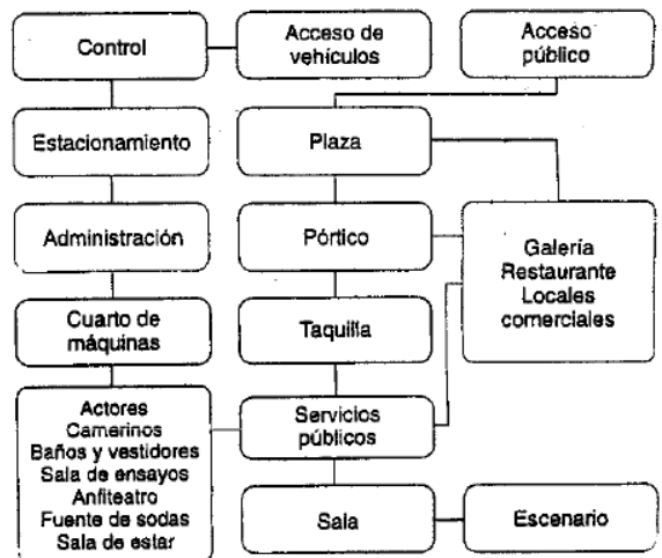 Control
Acceso de
vehículos
Acceso
público
Estacionamiento
Plaza
Administración
Pórtico
Galería
Restaurante
Locales
comerciales
Cuarto de
máquinas
Taquilla
Actores
Camerinos
Baños y vestidores
Sala de ensayos
Anfiteatro
Fuente de sodas
Sala de estar
Servicios
públicos
Sala
Escenario